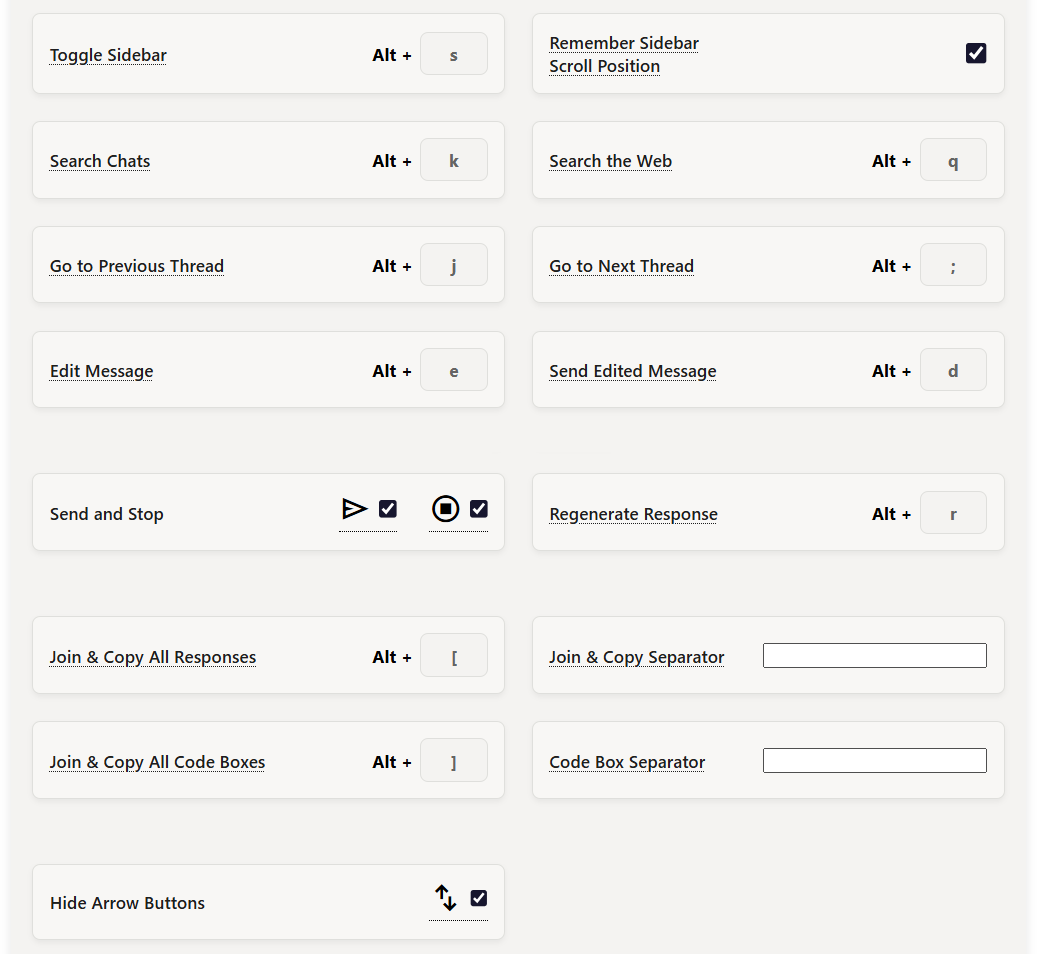 Toggle Sidebar Alt + s
Remember Sidebar
Scroll Position
Search Chats Alt + k
Search the Web Alt + q
Go to Previous Thread Alt + j
Go to Next Thread Alt + ;
Edit Message Alt + e
Send Edited Message Alt + d
Send and Stop
Regenerate Response Alt + r
Join & Copy All Responses Alt + [
Join & Copy Separator
Join & Copy All Code Boxes Alt + ]
Code Box Separator
Hide Arrow Buttons